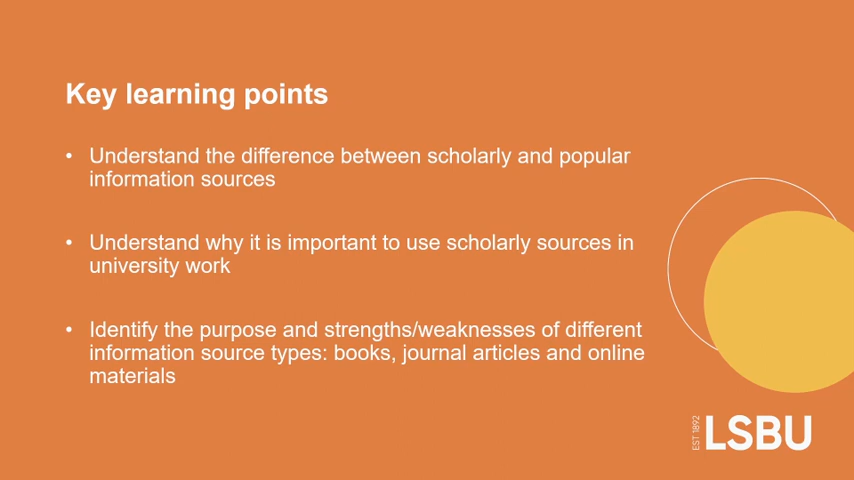 Key learning points
• Understand the difference between scholarly and popular
information sources
• Understand why it is important to use scholarly sources in
university work
• Identify the purpose and strengths/weaknesses of different
information source types: books, journal articles and online
materials
EST 1892
LSBU